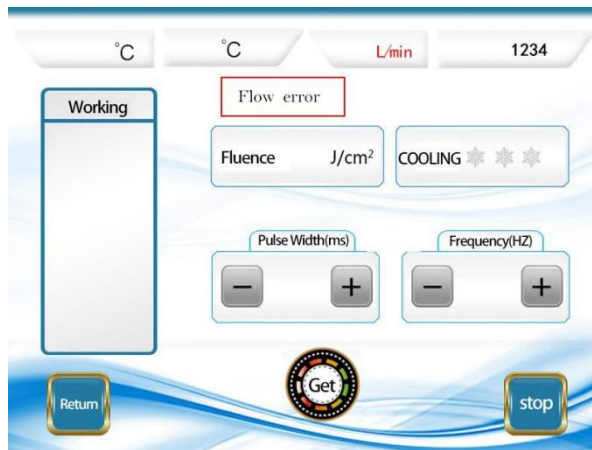 °C °C L/min 1234
Working
Flow error
Fluence J/cm² COOLING
Pulse Width(ms) Frequency(HZ)
− + − +
Return Get stop